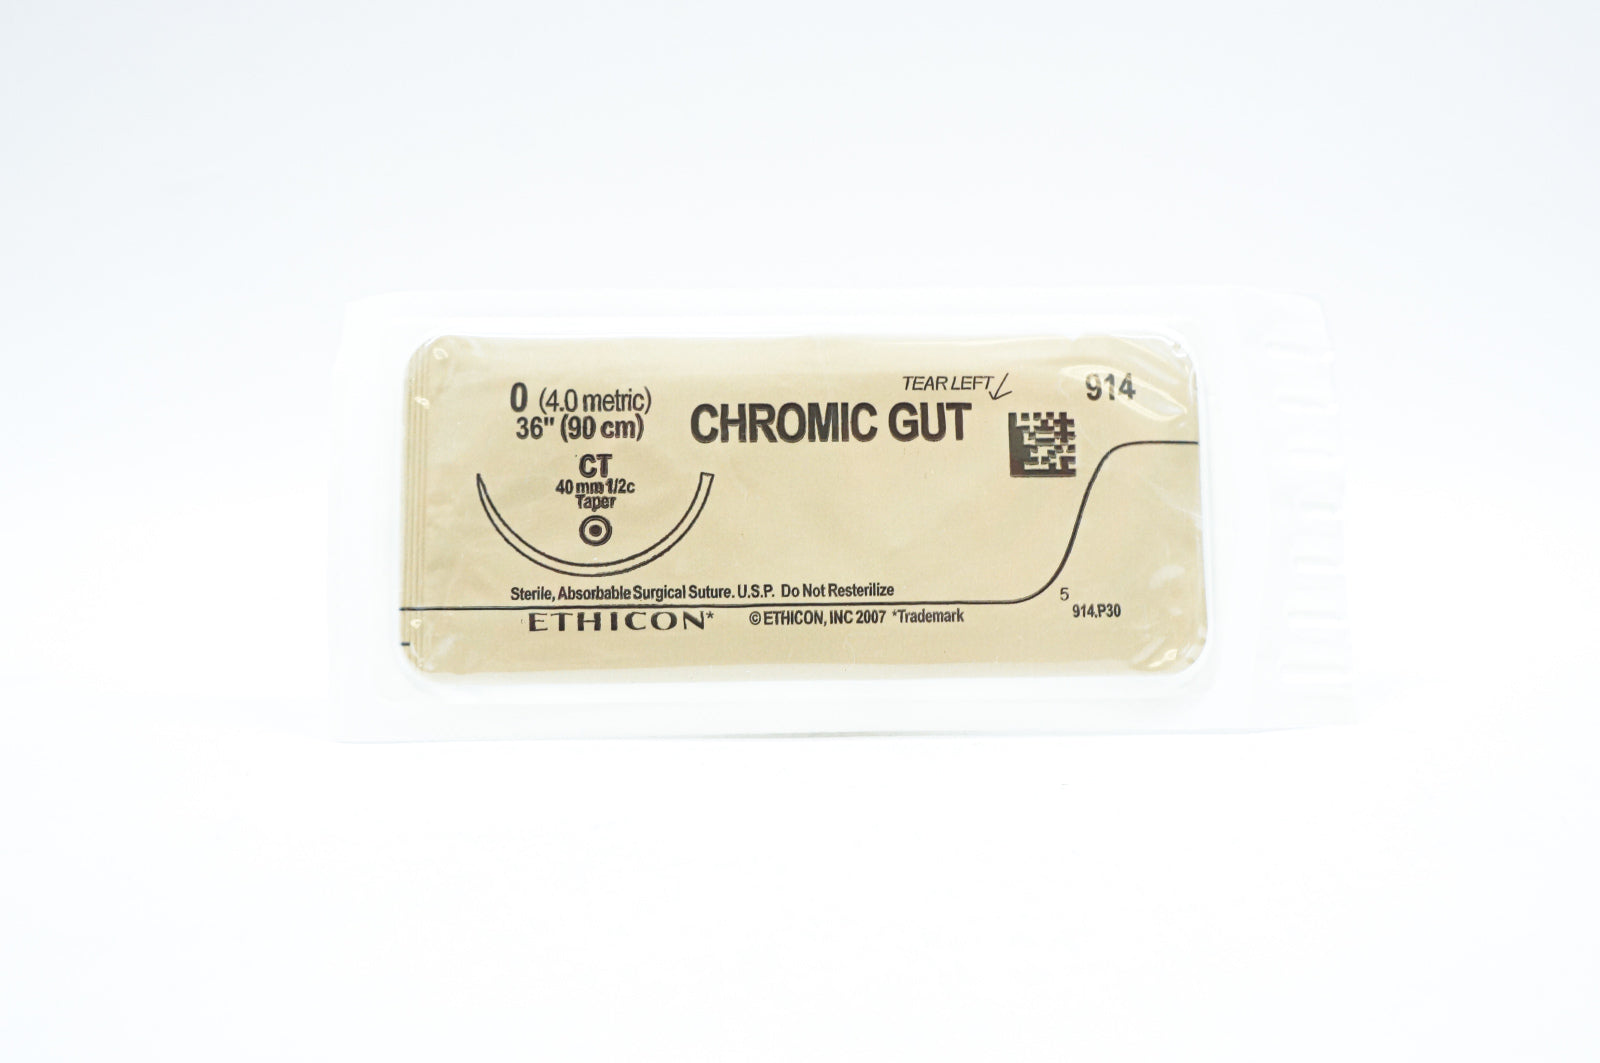 TEAR LEFT
914
0 (4.0 metric)
36" (90 cm)
CHROMIC GUT
CT
40 mm 1/2c
Taper
Sterile, Absorbable Surgical Suture. U.S.P. Do Not Resterilize
5
ETHICON* © ETHICON, INC 2007 *Trademark
914.P30